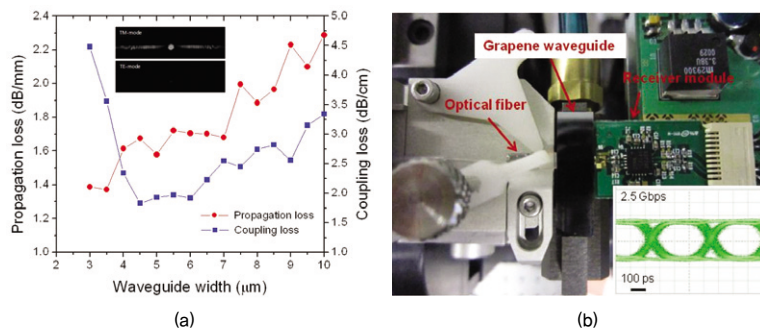 2.4
2.2
2.0
1.8
1.6
1.4
1.2
1.0
Propagation loss (dB/mm)
TM-mode
TE-mode
Propagation loss
Coupling loss
5.0
4.5
4.0
3.5
3.0
2.5
2.0
1.5
1.0
Coupling loss (dB/cm)
2 3 4 5 6 7 8 9 10
Waveguide width (μm)
(a)
Grapene waveguide
Receiver module
Optical fiber
0029
2.5 Gbps
100 ps
(b)